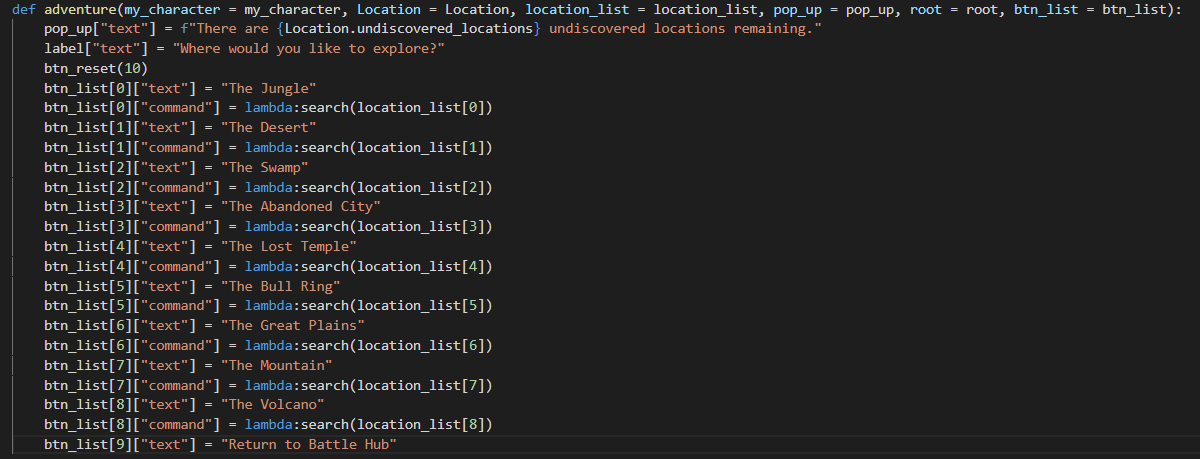 def adventure(my_character = my_character, Location = Location, location_list = location_list, pop_up = pop_up, root = root, btn_list = btn_list):
    pop_up["text"] = f"There are {Location.undiscovered_locations} undiscovered locations remaining."
    label["text"] = "Where would you like to explore?"
    btn_reset(10)
    btn_list[0]["text"] = "The Jungle"
    btn_list[0]["command"] = lambda:search(location_list[0])
    btn_list[1]["text"] = "The Desert"
    btn_list[1]["command"] = lambda:search(location_list[1])
    btn_list[2]["text"] = "The Swamp"
    btn_list[2]["command"] = lambda:search(location_list[2])
    btn_list[3]["text"] = "The Abandoned City"
    btn_list[3]["command"] = lambda:search(location_list[3])
    btn_list[4]["text"] = "The Lost Temple"
    btn_list[4]["command"] = lambda:search(location_list[4])
    btn_list[5]["text"] = "The Bull Ring"
    btn_list[5]["command"] = lambda:search(location_list[5])
    btn_list[6]["text"] = "The Great Plains"
    btn_list[6]["command"] = lambda:search(location_list[6])
    btn_list[7]["text"] = "The Mountain"
    btn_list[7]["command"] = lambda:search(location_list[7])
    btn_list[8]["text"] = "The Volcano"
    btn_list[8]["command"] = lambda:search(location_list[8])
    btn_list[9]["text"] = "Return to Battle Hub"